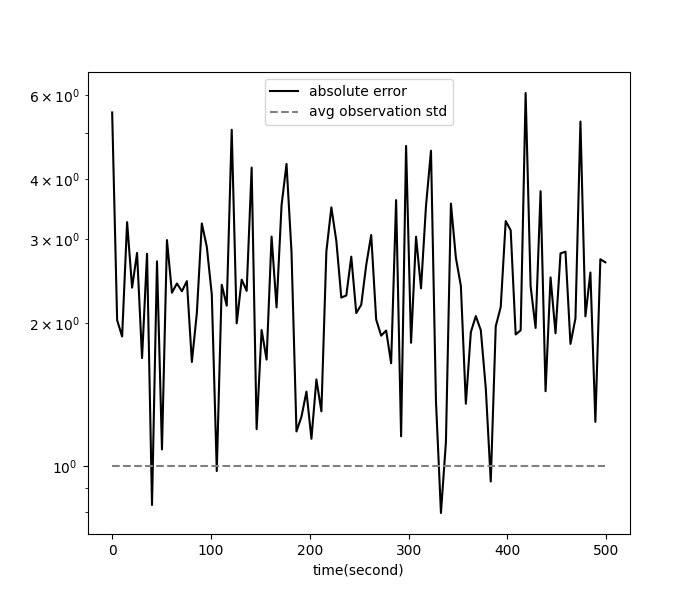 absolute error
avg observation std
6 × 10⁰
4 × 10⁰
3 × 10⁰
2 × 10⁰
10⁰
0 100 200 300 400 500
time(second)